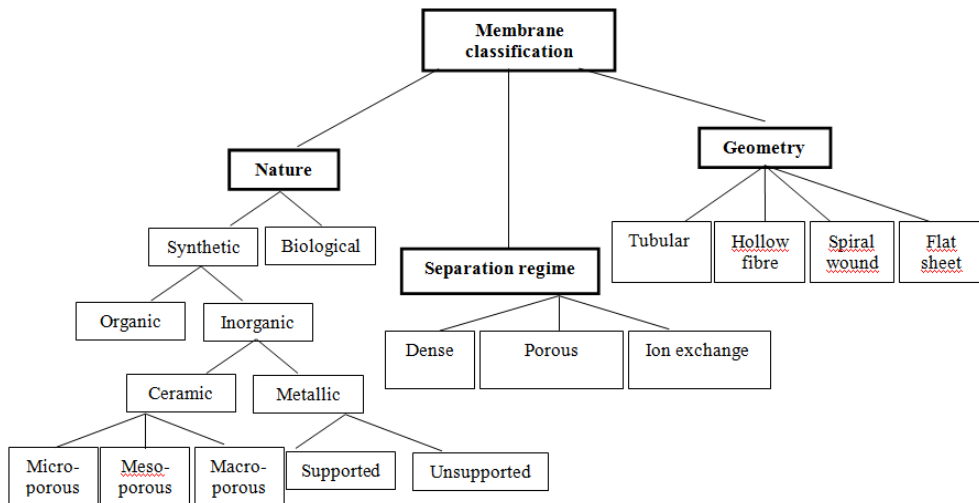 Membrane
classification
Nature
Geometry
Synthetic
Biological
Tubular
Hollow
fibre
Spiral
wound
Flat
sheet
Separation regime
Organic
Inorganic
Dense
Porous
Ion exchange
Ceramic
Metallic
Micro-
porous
Meso-
porous
Macro-
porous
Supported
Unsupported